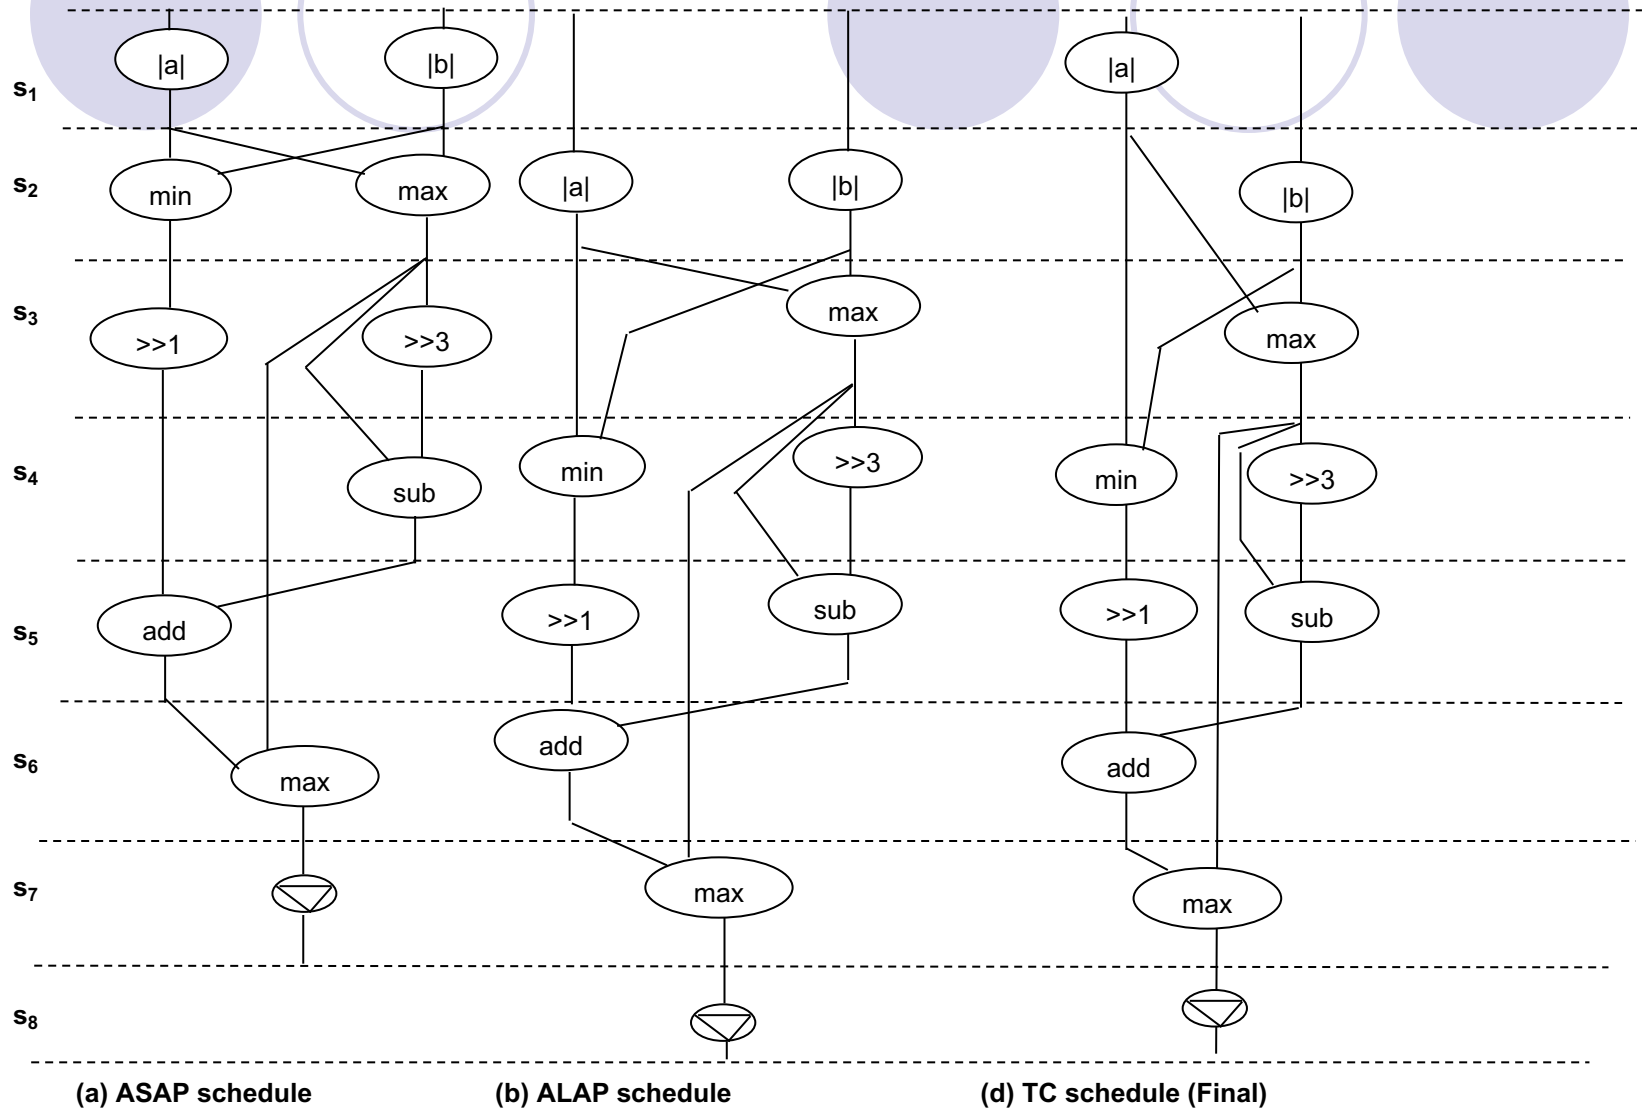 |a|
|b|
|a|
s1
min
max
|a|
|b|
|b|
s2
>>1
>>3
max
max
s3
sub
min
>>3
min
>>3
s4
add
>>1
sub
>>1
sub
s5
max
add
add
s6
max
max
s7
s8
(a) ASAP schedule
(b) ALAP schedule
(d) TC schedule (Final)